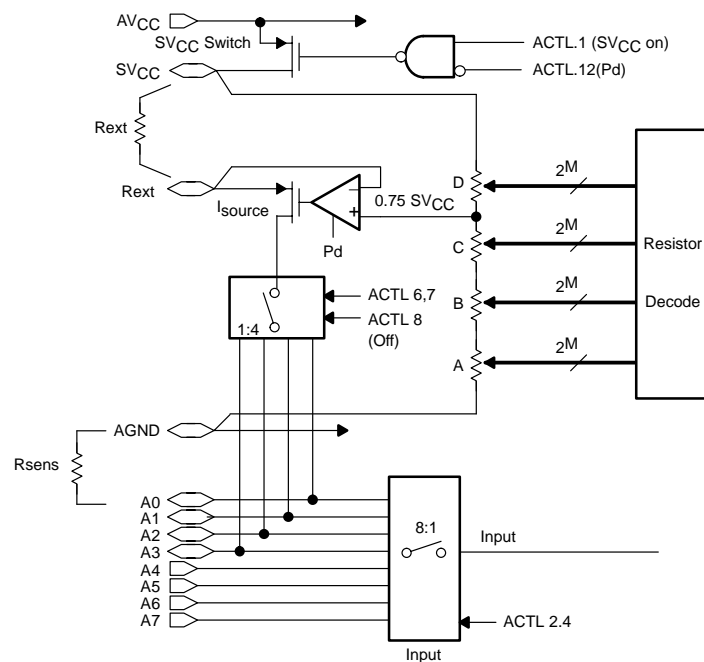 AVCC
SVCC Switch
ACTL.1 (SVCC on)
SVCC
ACTL.12(Pd)
Rext
D
2M
Rext
Isource
0.75 SVCC
–
+
Pd
C
2M
Resistor
ACTL 6,7
ACTL 8
(Off)
B
2M
Decode
1:4
A
2M
AGND
Rsens
A0
A1
A2
A3
A4
A5
A6
A7
8:1
Input
ACTL 2.4
Input